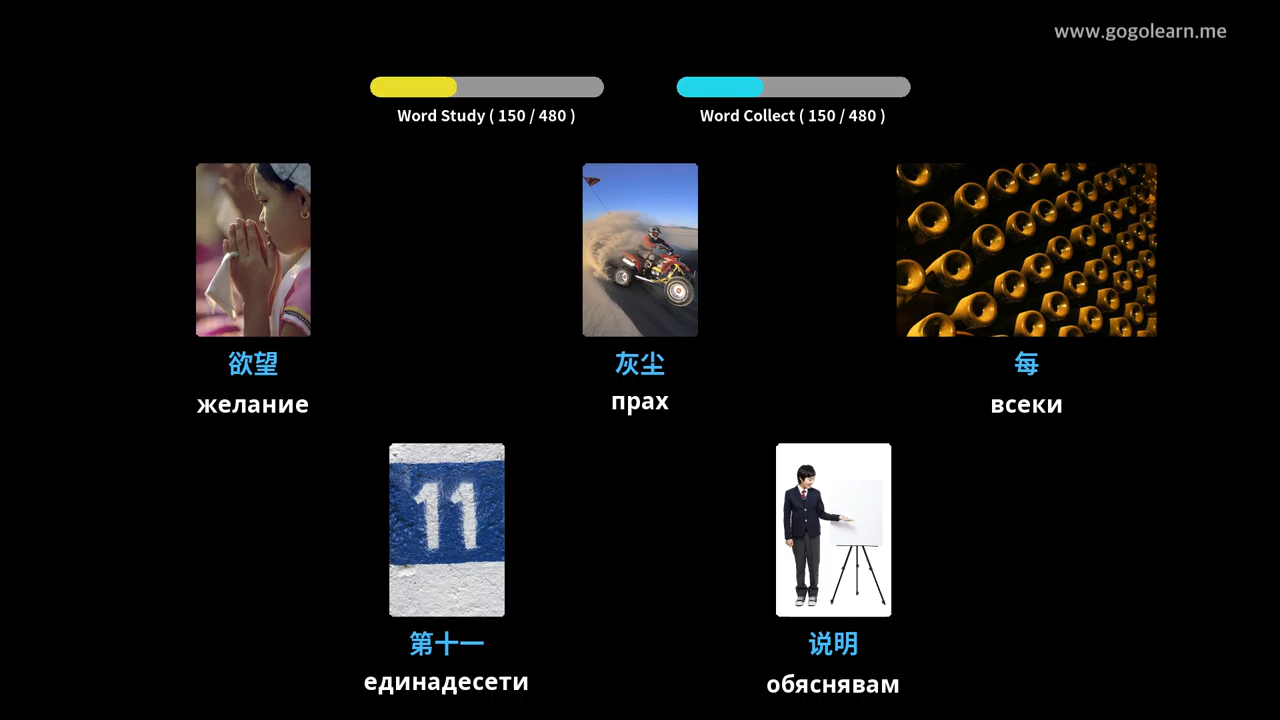 www.gogolearn.me
Word Study ( 150 / 480 )
Word Collect ( 150 / 480 )
欲望
желание
灰尘
прах
每
всеки
11
第十一
единадесети
说明
обяснявам